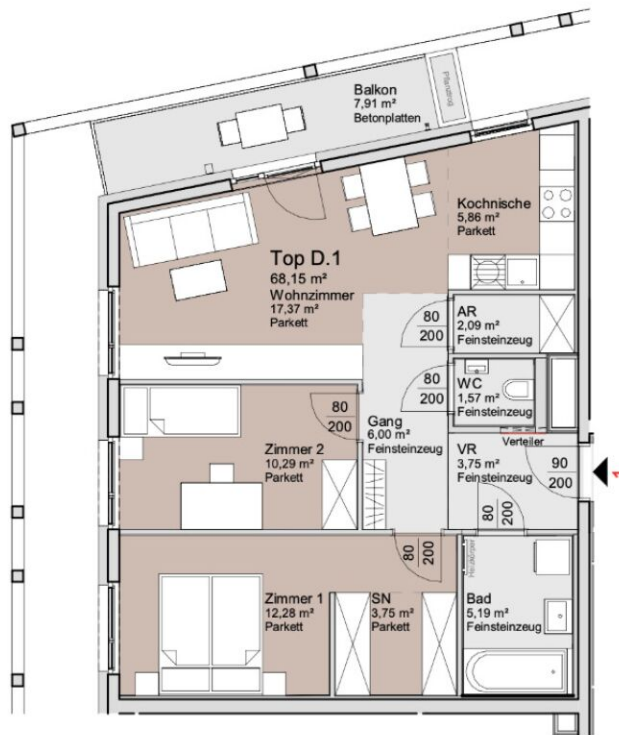 Balkon
7,91 m²
Betonplatten
Pflanztrog
Kochnische
5,86 m²
Parkett
Top D.1
68,15 m²
Wohnzimmer
17,37 m²
Parkett
80
200
AR
2,09 m²
Feinsteinzeug
80
200
WC
1,57 m²
Feinsteinzeug
Verteiler
80
200
Gang
6,00 m²
Feinsteinzeug
Zimmer 2
10,29 m²
Parkett
VR
3,75 m²
Feinsteinzeug
90
200
1
80
200
80
200
Heizkörper
Zimmer 1
12,28 m²
Parkett
SN
3,75 m²
Parkett
Bad
5,19 m²
Feinsteinzeug